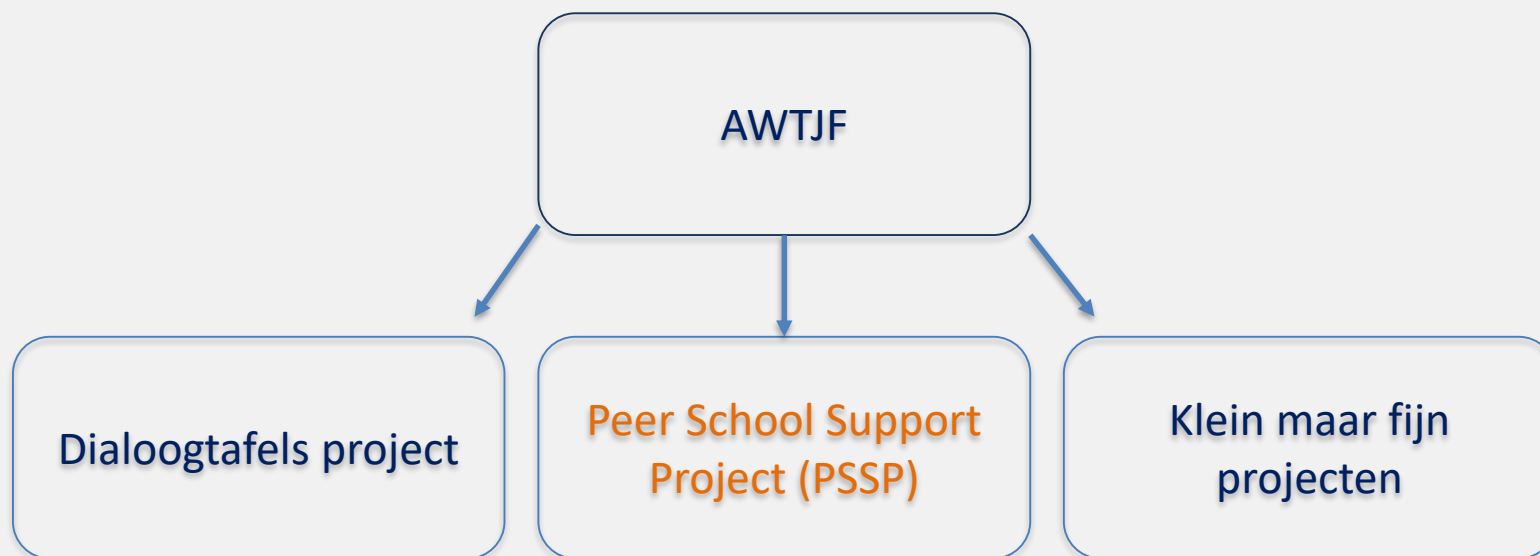 AWTJF
Dialoogtafels project
Peer School Support
Project (PSSP)
Klein maar fijn
projecten